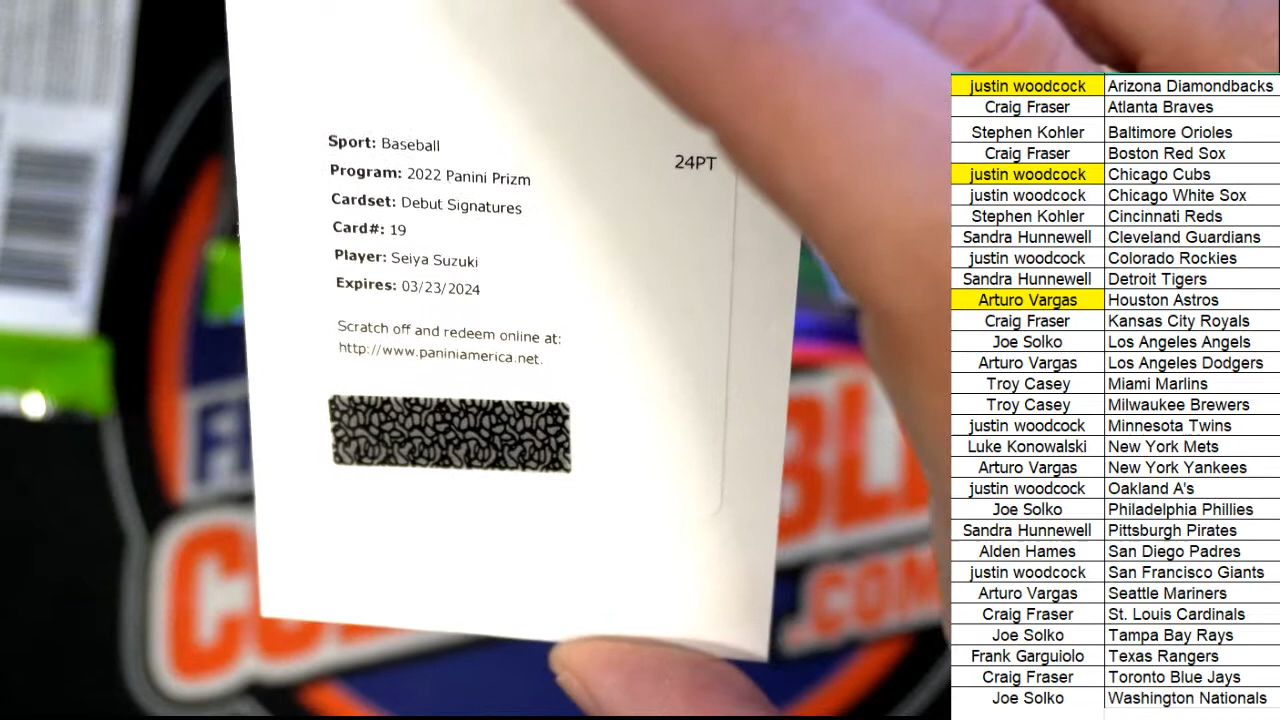 Sport: Baseball
Program: 2022 Panini Prizm
Cardset: Debut Signatures
Card#: 19
Player: Seiya Suzuki
Expires: 03/23/2024
Scratch off and redeem online at:
http://www.paniniamerica.net.
24PT
.COM
justin woodcock Arizona Diamondbacks
Craig Fraser Atlanta Braves
Stephen Kohler Baltimore Orioles
Craig Fraser Boston Red Sox
justin woodcock Chicago Cubs
justin woodcock Chicago White Sox
Stephen Kohler Cincinnati Reds
Sandra Hunnewell Cleveland Guardians
justin woodcock Colorado Rockies
Sandra Hunnewell Detroit Tigers
Arturo Vargas Houston Astros
Craig Fraser Kansas City Royals
Joe Solko Los Angeles Angels
Arturo Vargas Los Angeles Dodgers
Troy Casey Miami Marlins
Troy Casey Milwaukee Brewers
justin woodcock Minnesota Twins
Luke Konowalski New York Mets
Arturo Vargas New York Yankees
justin woodcock Oakland A's
Joe Solko Philadelphia Phillies
Sandra Hunnewell Pittsburgh Pirates
Alden Hames San Diego Padres
justin woodcock San Francisco Giants
Arturo Vargas Seattle Mariners
Craig Fraser St. Louis Cardinals
Joe Solko Tampa Bay Rays
Frank Garguiolo Texas Rangers
Craig Fraser Toronto Blue Jays
Joe Solko Washington Nationals